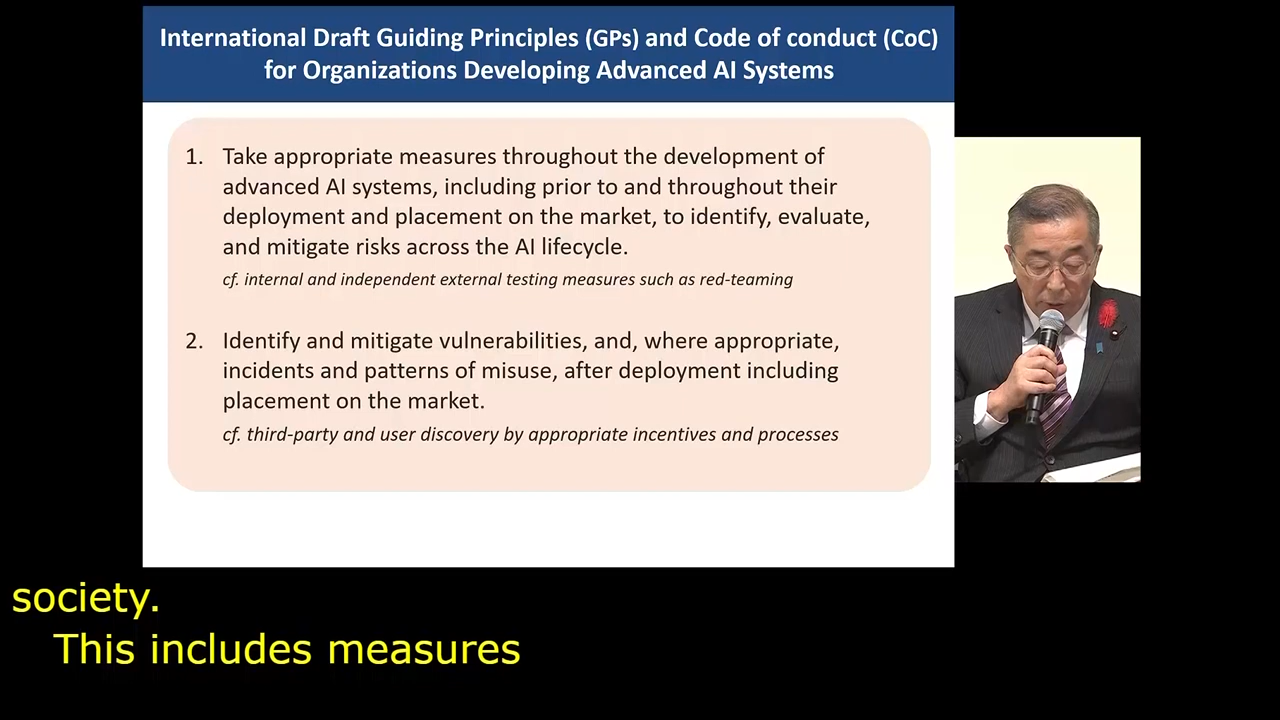 International Draft Guiding Principles (GPs) and Code of conduct (CoC)
for Organizations Developing Advanced AI Systems
1. Take appropriate measures throughout the development of
advanced AI systems, including prior to and throughout their
deployment and placement on the market, to identify, evaluate,
and mitigate risks across the AI lifecycle.
cf. internal and independent external testing measures such as red-teaming
2. Identify and mitigate vulnerabilities, and, where appropriate,
incidents and patterns of misuse, after deployment including
placement on the market.
cf. third-party and user discovery by appropriate incentives and processes
society.
This includes measures